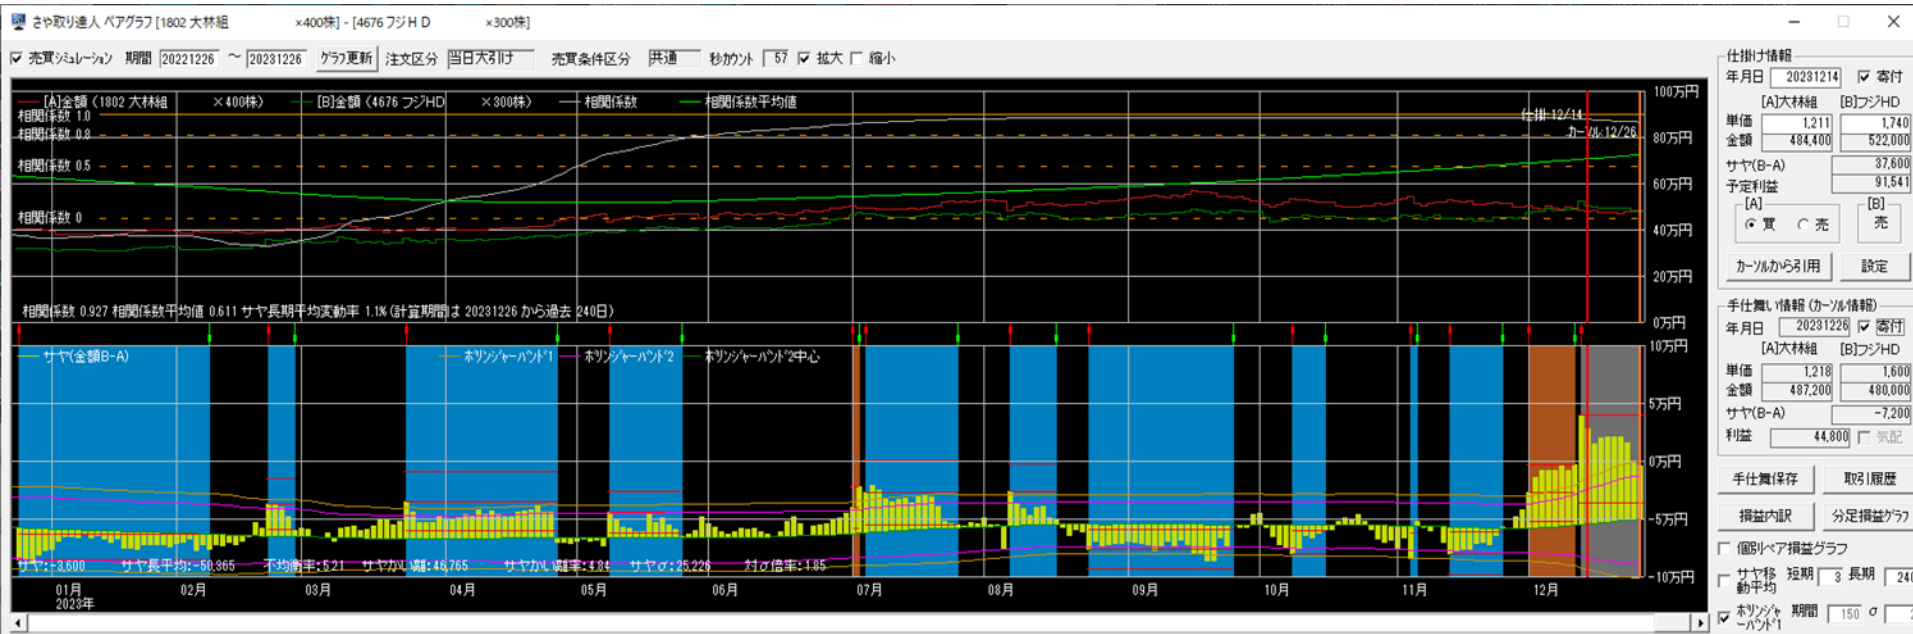 さや取り達人 ペアグラフ [1802 大林組 ×400株] - [4676 フジＨＤ ×300株]
売買シミュレーション 期間 20221226 ～ 20231226 グラフ更新 注文区分 当日大引け 売買条件区分 共通 秒カウント 57 拡大 縮小
[A]金額（1802 大林組 ×400株） [B]金額（4676 フジHD ×300株） 相関係数 相関係数平均値
相関係数 1.0
相関係数 0.8
相関係数 0.5
相関係数 0
仕掛:12/14
カーソル:12/26
100万円
80万円
60万円
40万円
20万円
0万円
相関係数 0.927 相関係数平均値 0.611 サヤ長期平均変動率 1.1%（計算期間は 20231226 から過去 240日）
サヤ(金額B-A) ボリンジャーバンド1 ボリンジャーバンド2 ボリンジャーバンド2中心
10万円
5万円
0万円
-5万円
-10万円
サヤ:-3,600 サヤ長平均:-50,365 不均衡率:5.21 サヤかい離:46,765 サヤかい離率:4.84 サヤσ:25,226 対σ倍率:1.85
01月 02月 03月 04月 05月 06月 07月 08月 09月 10月 11月 12月
2023年
仕掛け情報
年月日 20231214 寄付
[A]大林組 [B]フジHD
単価 1,211 1,740
金額 484,400 522,000
サヤ(B-A) 37,600
予定利益 91,541
[A] [B]
買 売 売
カーソルから引用 設定
手仕舞い情報(カーソル情報)
年月日 20231226 寄付
[A]大林組 [B]フジHD
単価 1,218 1,600
金額 487,200 480,000
サヤ(B-A) -7,200
利益 44,800 気配
手仕舞保存 取引履歴
損益内訳 分足損益グラフ
個別ペア損益グラフ
サヤ移動平均 短期 3 長期 240
ボリンジャーバンド1 期間 150 σ